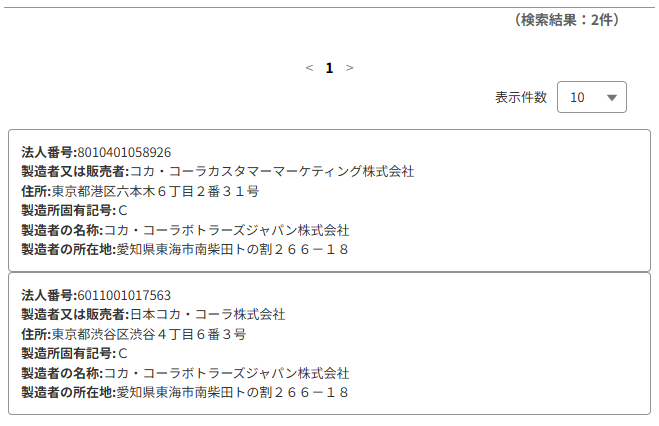 （検索結果：2件）
< 1 >
表示件数 10
法人番号:8010401058926
製造者又は販売者:コカ・コーラカスタマーマーケティング株式会社
住所:東京都港区六本木６丁目２番３１号
製造所固有記号:Ｃ
製造者の名称:コカ・コーラボトラーズジャパン株式会社
製造者の所在地:愛知県東海市南柴田トの割２６６－１８
法人番号:6011001017563
製造者又は販売者:日本コカ・コーラ株式会社
住所:東京都渋谷区渋谷４丁目６番３号
製造所固有記号:Ｃ
製造者の名称:コカ・コーラボトラーズジャパン株式会社
製造者の所在地:愛知県東海市南柴田トの割２６６－１８